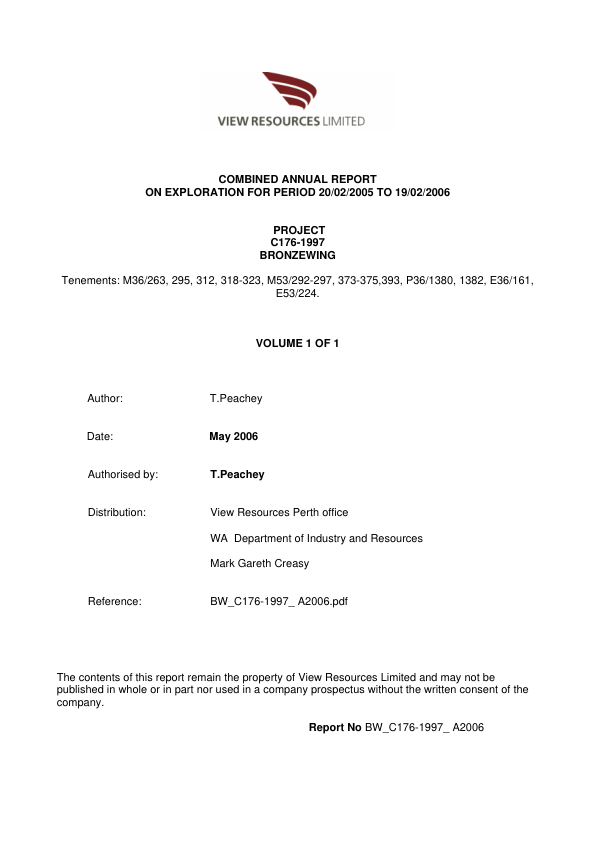 VIEW RESOURCES LIMITED
COMBINED ANNUAL REPORT
ON EXPLORATION FOR PERIOD 20/02/2005 TO 19/02/2006
PROJECT
C176-1997
BRONZEWING
Tenements: M36/263, 295, 312, 318-323, M53/292-297, 373-375,393, P36/1380, 1382, E36/161,
E53/224.
VOLUME 1 OF 1
Author: T.Peachey
Date: May 2006
Authorised by: T.Peachey
Distribution: View Resources Perth office
WA Department of Industry and Resources
Mark Gareth Creasy
Reference: BW_C176-1997_ A2006.pdf
The contents of this report remain the property of View Resources Limited and may not be
published in whole or in part nor used in a company prospectus without the written consent of the
company.
Report No BW_C176-1997_ A2006